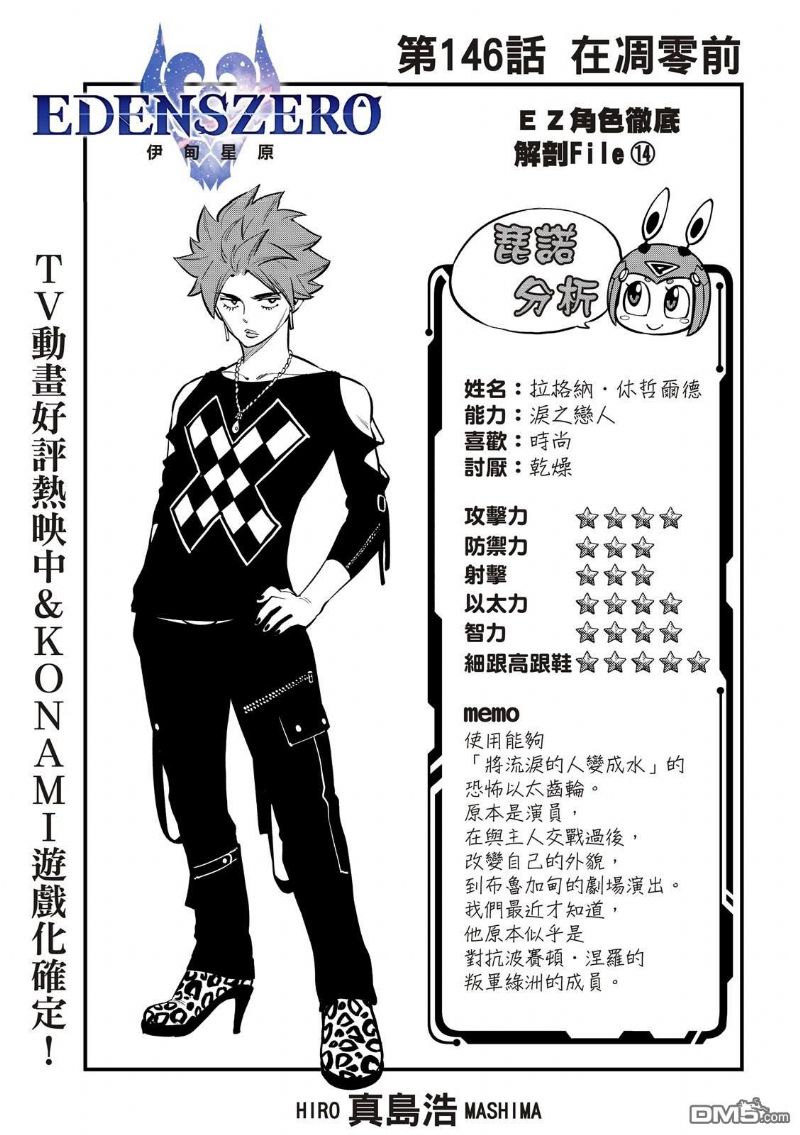 第146話 在凋零前
EDENSZERO
伊甸星原
EZ角色徹底
解剖File⑭
琵諾
分析
TV動畫好評熱映中&KONAMI遊戲化確定！
姓名：拉格納・休哲爾德
能力：淚之戀人
喜歡：時尚
討厭：乾燥
攻擊力 ☆☆☆☆
防禦力 ☆☆☆
射擊 ☆☆☆
以太力 ☆☆☆☆
智力 ☆☆☆☆
細跟高跟鞋☆☆☆☆☆
memo
使用能夠
「將流淚的人變成水」的
恐怖以太齒輪。
原本是演員，
在與主人交戰過後，
改變自己的外貌，
到布魯加甸的劇場演出。
我們最近才知道，
他原本似乎是
對抗波賽頓・涅羅的
叛軍綠洲的成員。
HIRO 真島浩 MASHIMA
DM5.com